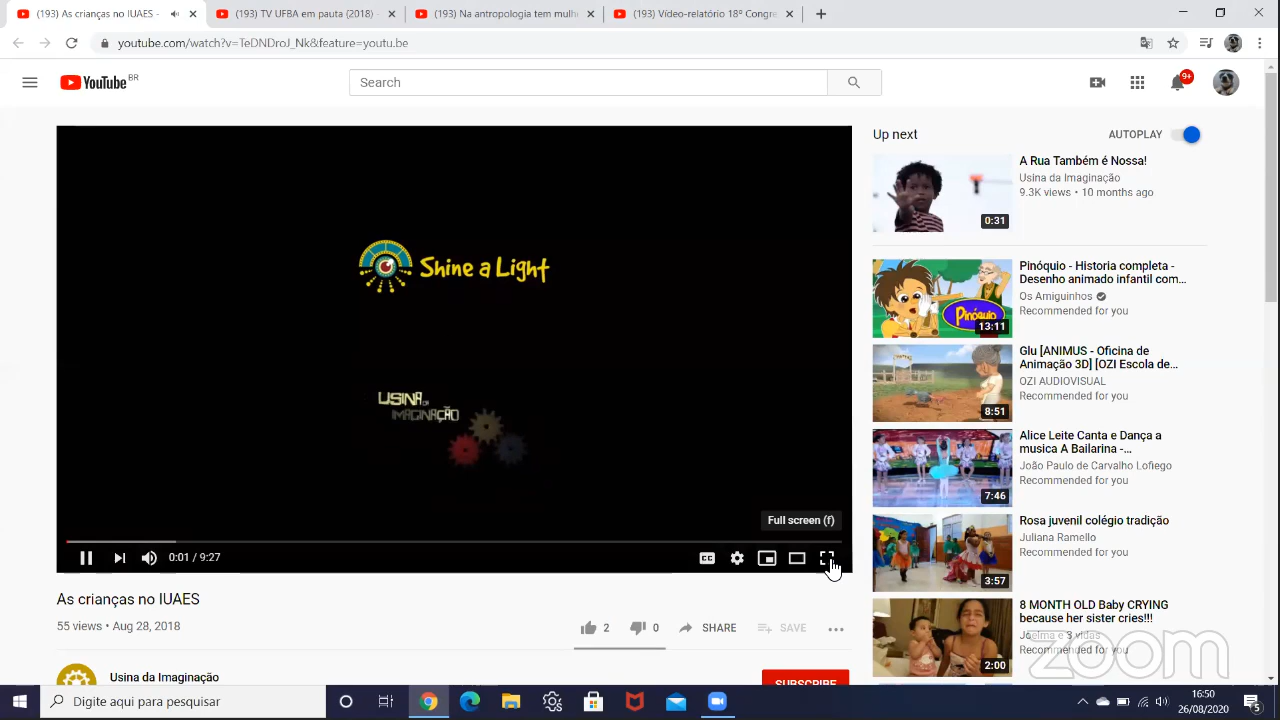 (193) As crianças no IUAES -
(193) TV UFBA em pauta (2018) -
(193) Na antropologia tem mulhe
(193) Vídeo-relatório 18º Congre
youtube.com/watch?v=TeDNDroJ_Nk&feature=youtu.be
YouTube BR
Search
9+
Shine a Light
USINA DA
IMAGINAÇÃO
Full screen (f)
0:01 / 9:27
CC
As crianças no IUAES
55 views • Aug 28, 2018
2
0
SHARE
SAVE
Usina da Imaginação
SUBSCRIBE
Up next
AUTOPLAY
A Rua Também é Nossa!
Usina da Imaginação
9.3K views • 10 months ago
0:31
Pinóquio - Historia completa -
Desenho animado infantil com...
Os Amiguinhos
Recommended for you
Pinóquio
13:11
Glu [ANIMUS - Oficina de
Animação 3D] [OZI Escola de...
OZI AUDIOVISUAL
Recommended for you
8:51
Alice Leite Canta e Dança a
musica A Bailarina -...
João Paulo de Carvalho Lofiego
Recommended for you
7:46
Rosa juvenil colégio tradição
Juliana Ramello
Recommended for you
3:57
8 MONTH OLD Baby CRYING
because her sister cries!!!
Joelma e 3 vidas
Recommended for you
2:00
zoom
Digite aqui para pesquisar
16:50
26/08/2020
5